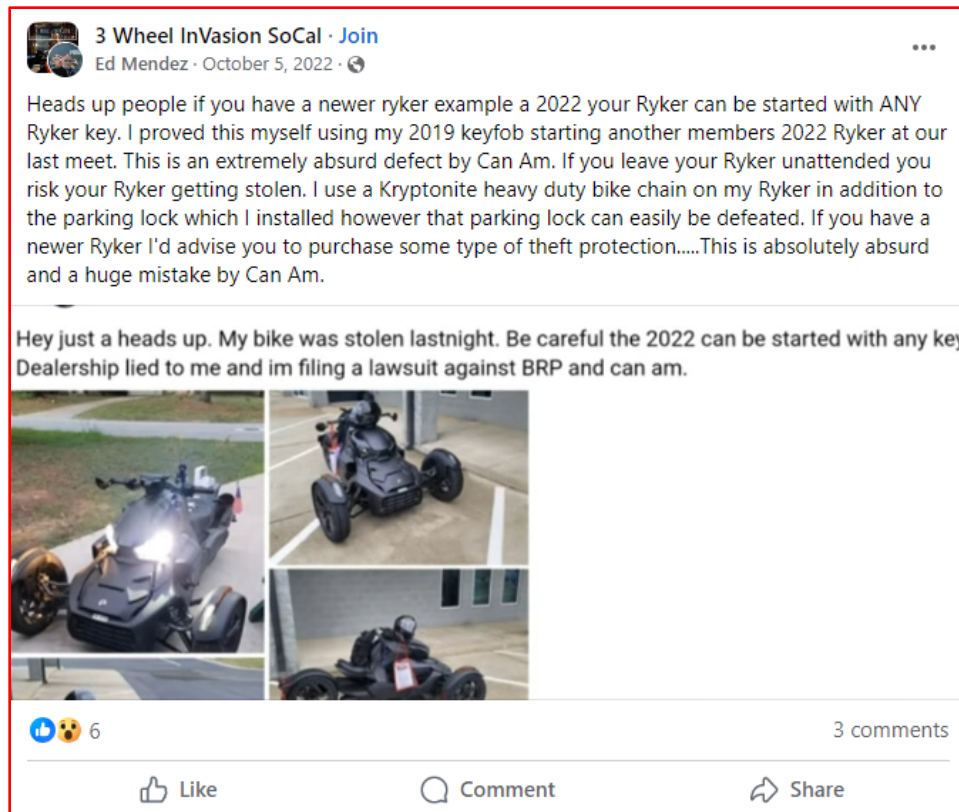 3 Wheel InVasion SoCal · Join
Ed Mendez · October 5, 2022 ·
Heads up people if you have a newer ryker example a 2022 your Ryker can be started with ANY
Ryker key. I proved this myself using my 2019 keyfob starting another members 2022 Ryker at our
last meet. This is an extremely absurd defect by Can Am. If you leave your Ryker unattended you
risk your Ryker getting stolen. I use a Kryptonite heavy duty bike chain on my Ryker in addition to
the parking lock which I installed however that parking lock can easily be defeated. If you have a
newer Ryker I'd advise you to purchase some type of theft protection.....This is absolutely absurd
and a huge mistake by Can Am.
Hey just a heads up. My bike was stolen lastnight. Be careful the 2022 can be started with any key
Dealership lied to me and im filing a lawsuit against BRP and can am.
6
3 comments
Like
Comment
Share